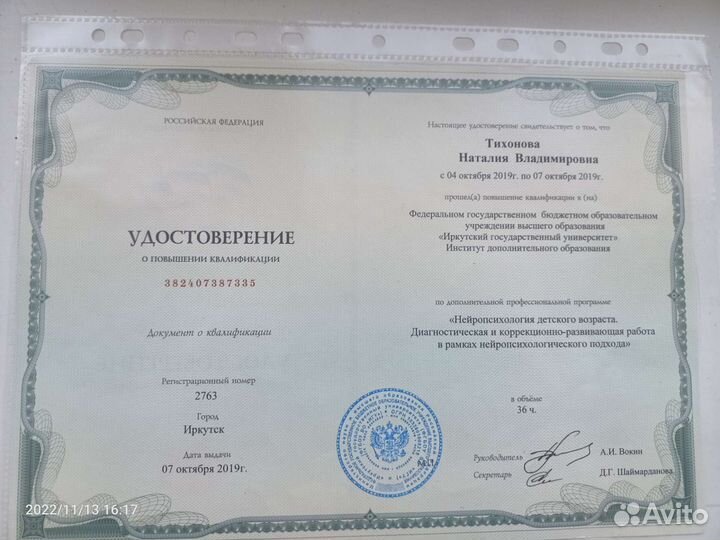 РОССИЙСКАЯ ФЕДЕРАЦИЯ
УДОСТОВЕРЕНИЕ
О ПОВЫШЕНИИ КВАЛИФИКАЦИИ
382407387335
Документ о квалификации
Регистрационный номер
2763
Город
Иркутск
Дата выдачи
07 октября 2019г.
Настоящее удостоверение свидетельствует о том, что
Тихонова
Наталия Владимировна
с 04 октября 2019г. по 07 октября 2019г.
прошел(а) повышение квалификации в (на)
Федеральном государственном бюджетном образовательном
учреждении высшего образования
«Иркутский государственный университет»
Институт дополнительного образования
по дополнительной профессиональной программе
«Нейропсихология детского возраста.
Диагностическая и коррекционно-развивающая работа
в рамках нейропсихологического подхода»
в объёме
36 ч.
М.П.
Руководитель А.И. Вокин
Секретарь Д.Г. Шаймарданова
2022/11/13 16:17
Avito